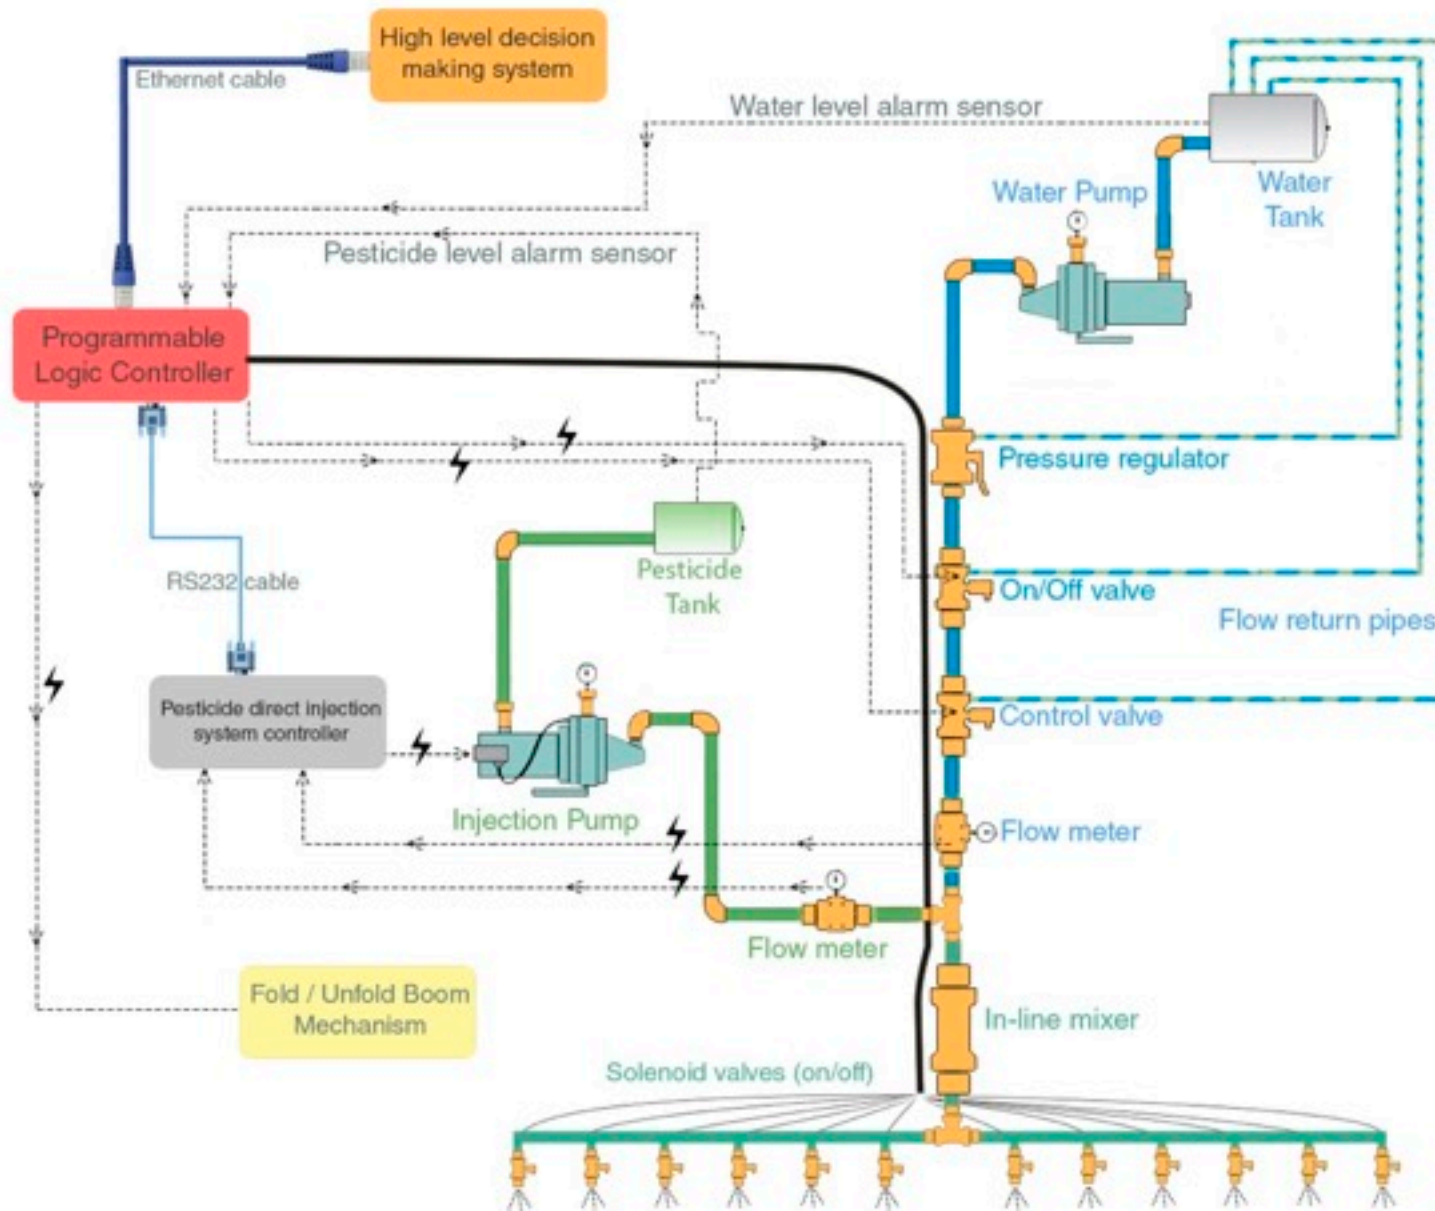 High level decision
making system
Ethernet cable
Water level alarm sensor
Water Pump
Water
Tank
Pesticide level alarm sensor
Programmable
Logic Controller
Pressure regulator
Pesticide
Tank
RS232 cable
On/Off valve
Flow return pipes
Pesticide direct injection
system controller
Control valve
Injection Pump
Flow meter
Flow meter
Fold / Unfold Boom
Mechanism
In-line mixer
Solenoid valves (on/off)